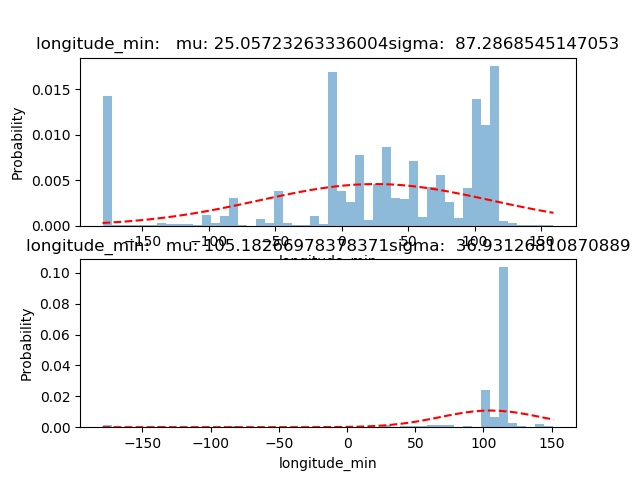 longitude_min:   mu: 25.05723263336004sigma:  87.2868545147053
Probability
0.015
0.010
0.005
0.000
−150 −100 −50 0 50 100 150
longitude_min
longitude_min:   mu: 105.18266978378371sigma:  36.93126810870889
Probability
0.10
0.08
0.06
0.04
0.02
0.00
−150 −100 −50 0 50 100 150
longitude_min